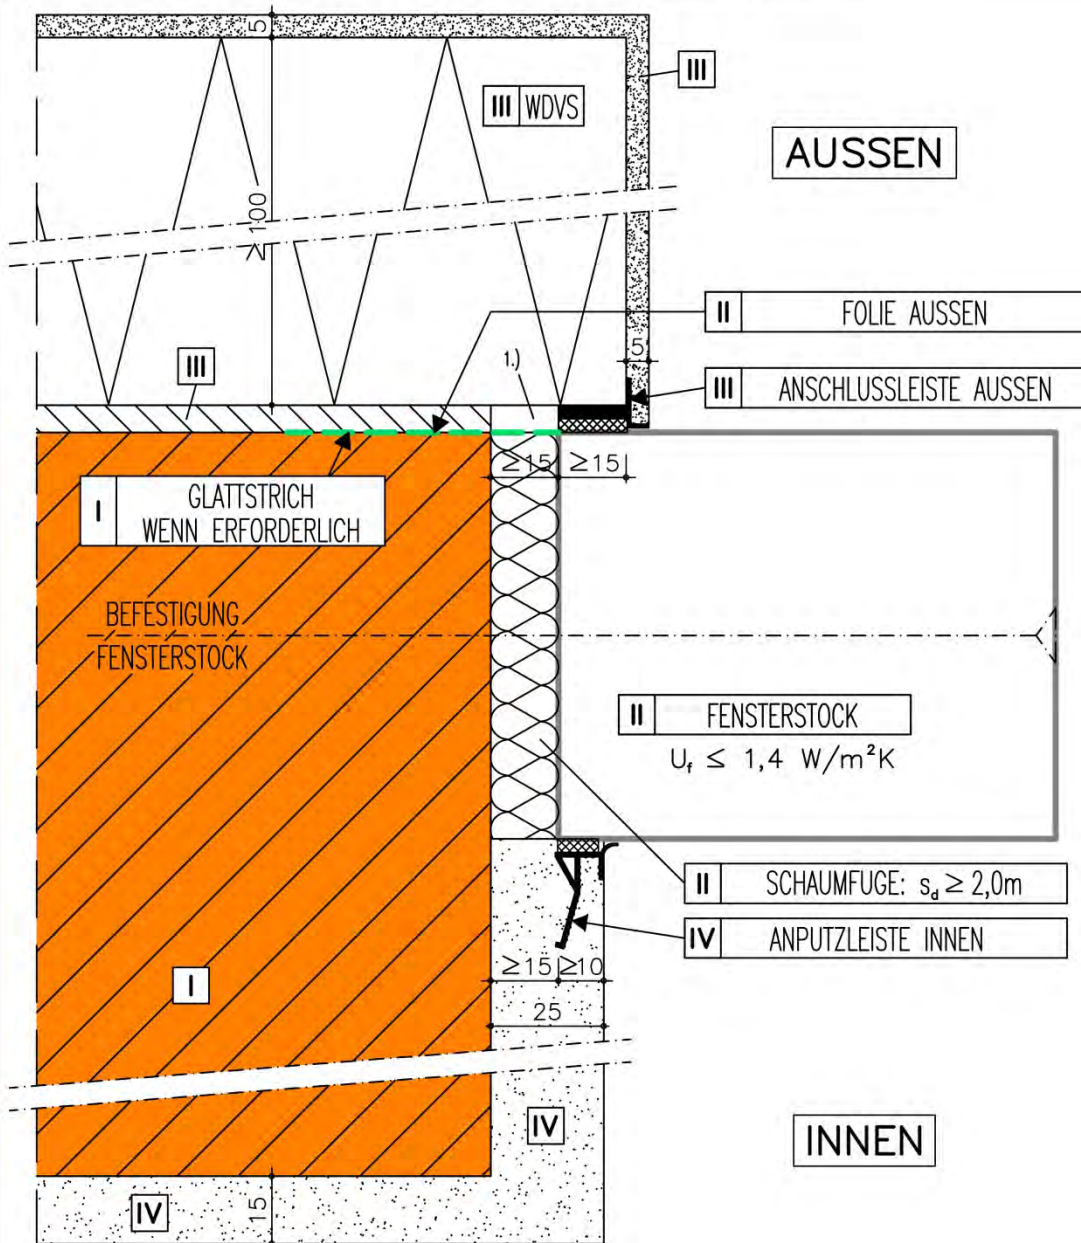 5
III
III WDVS
AUSSEN
≥100
II FOLIE AUSSEN
1.)
5
III
III ANSCHLUSSLEISTE AUSSEN
≥15 ≥15
I GLATTSTRICH
WENN ERFORDERLICH
BEFESTIGUNG
FENSTERSTOCK
II FENSTERSTOCK
U_f ≤ 1,4 W/m²K
II SCHAUMFUGE: s_d ≥ 2,0m
IV ANPUTZLEISTE INNEN
≥15 ≥10
I
25
IV
INNEN
IV
15